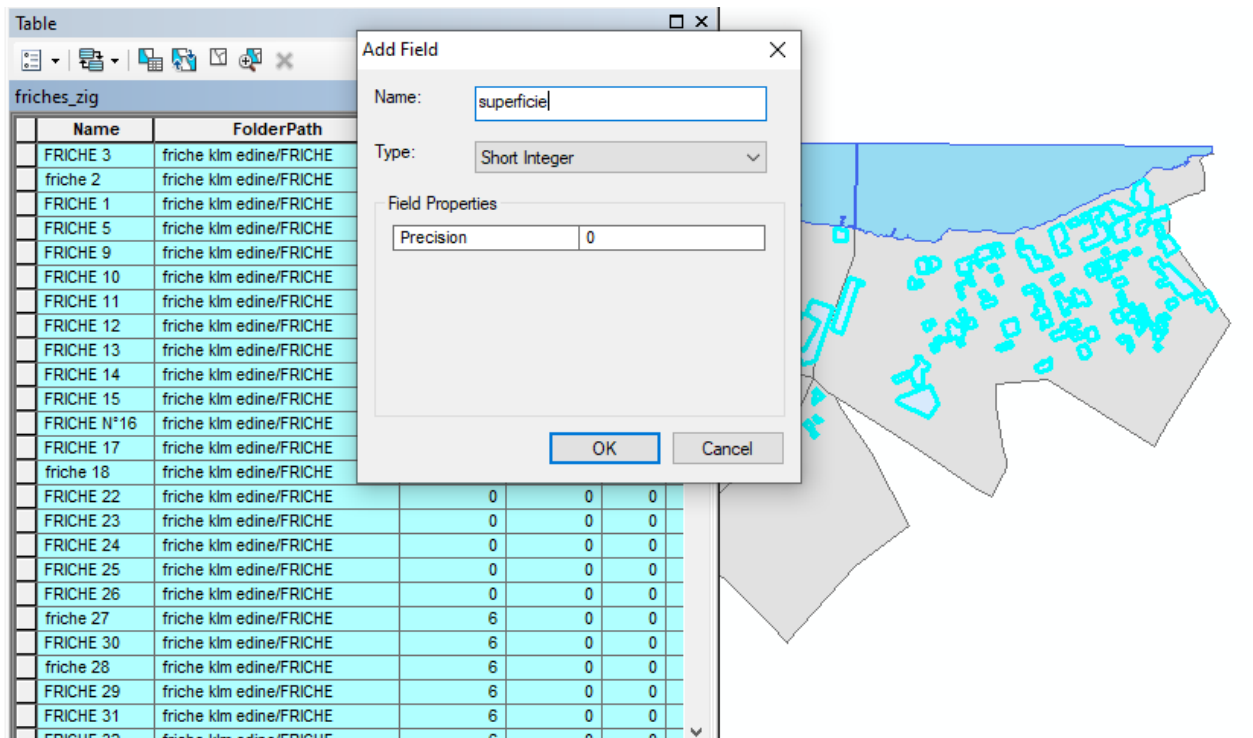 Table
friches_zig
Name FolderPath
FRICHE 3 friche klm edine/FRICHE
friche 2 friche klm edine/FRICHE
FRICHE 1 friche klm edine/FRICHE
FRICHE 5 friche klm edine/FRICHE
FRICHE 9 friche klm edine/FRICHE
FRICHE 10 friche klm edine/FRICHE
FRICHE 11 friche klm edine/FRICHE
FRICHE 12 friche klm edine/FRICHE
FRICHE 13 friche klm edine/FRICHE
FRICHE 14 friche klm edine/FRICHE
FRICHE 15 friche klm edine/FRICHE
FRICHE N°16 friche klm edine/FRICHE
FRICHE 17 friche klm edine/FRICHE
friche 18 friche klm edine/FRICHE
FRICHE 22 friche klm edine/FRICHE 0 0 0
FRICHE 23 friche klm edine/FRICHE 0 0 0
FRICHE 24 friche klm edine/FRICHE 0 0 0
FRICHE 25 friche klm edine/FRICHE 0 0 0
FRICHE 26 friche klm edine/FRICHE 0 0 0
friche 27 friche klm edine/FRICHE 6 0 0
FRICHE 30 friche klm edine/FRICHE 6 0 0
friche 28 friche klm edine/FRICHE 6 0 0
FRICHE 29 friche klm edine/FRICHE 6 0 0
FRICHE 31 friche klm edine/FRICHE 6 0 0
Add Field
Name: superficie
Type: Short Integer
Field Properties
Precision 0
OK Cancel